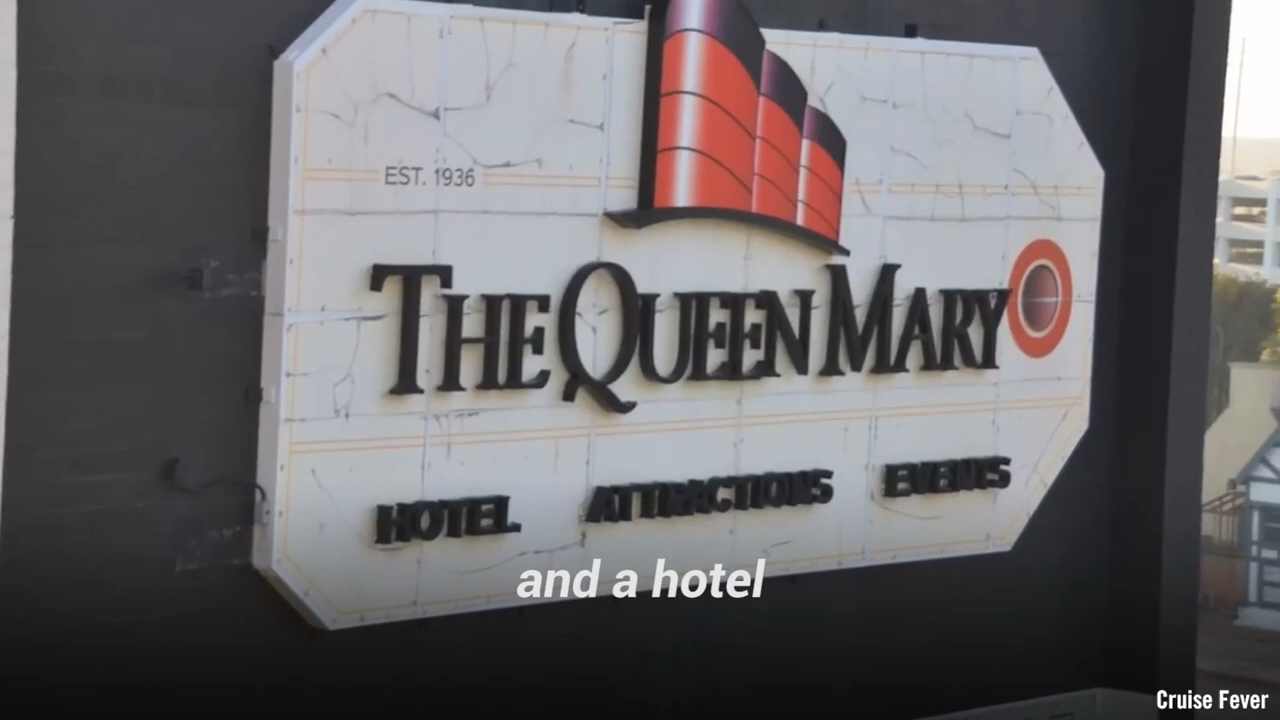 EST. 1936
THE QUEEN MARY
HOTEL ATTRACTIONS EVENTS
and a hotel
Cruise Fever